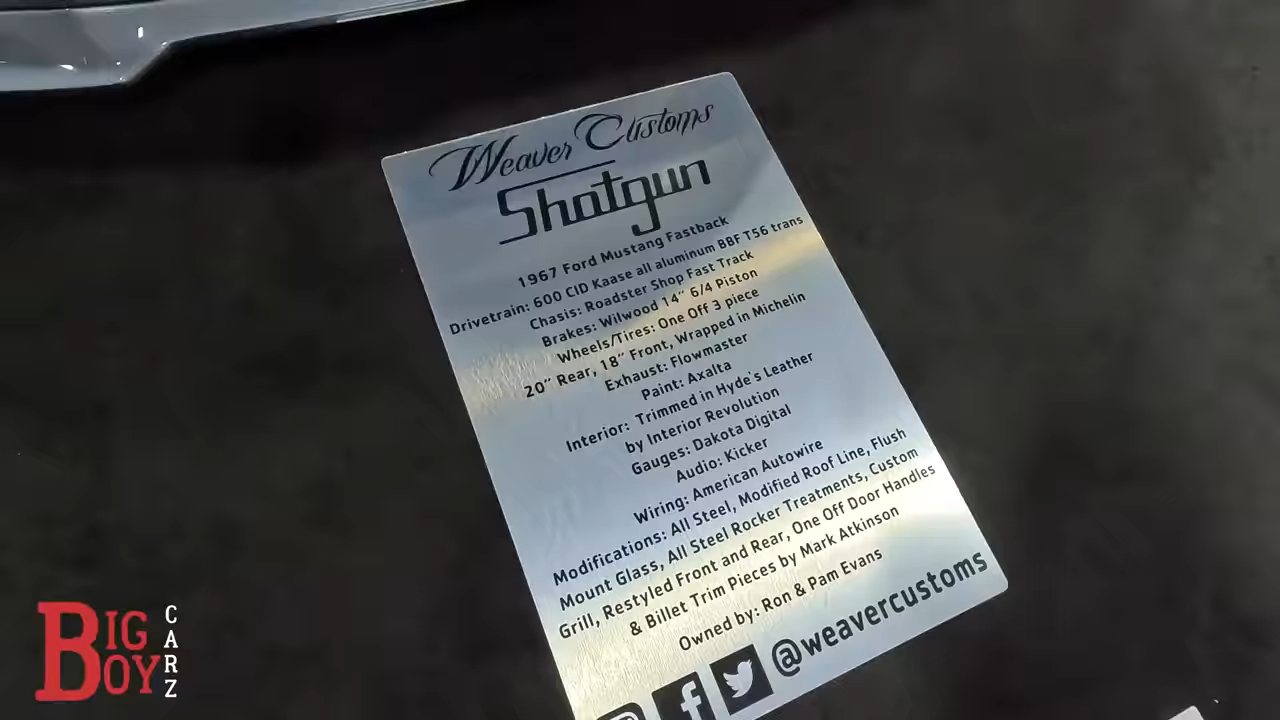 Weaver Customs
Shotgun
1967 Ford Mustang Fastback
Drivetrain: 600 CID Kaase all aluminum BBF T56 trans
Chasis: Roadster Shop Fast Track
Brakes: Wilwood 14" 6/4 Piston
Wheels/Tires: One Off 3 piece
20" Rear, 18" Front, Wrapped in Michelin
Exhaust: Flowmaster
Paint: Axalta
Interior: Trimmed in Hyde's Leather
by Interior Revolution
Gauges: Dakota Digital
Audio: Kicker
Wiring: American Autowire
Modifications: All Steel, Modified Roof Line, Flush
Mount Glass, All Steel Rocker Treatments, Custom
Grill, Restyled Front and Rear, One Off Door Handles
& Billet Trim Pieces by Mark Atkinson
Owned by: Ron & Pam Evans
@weavercustoms
BIG
BOY
CARZ